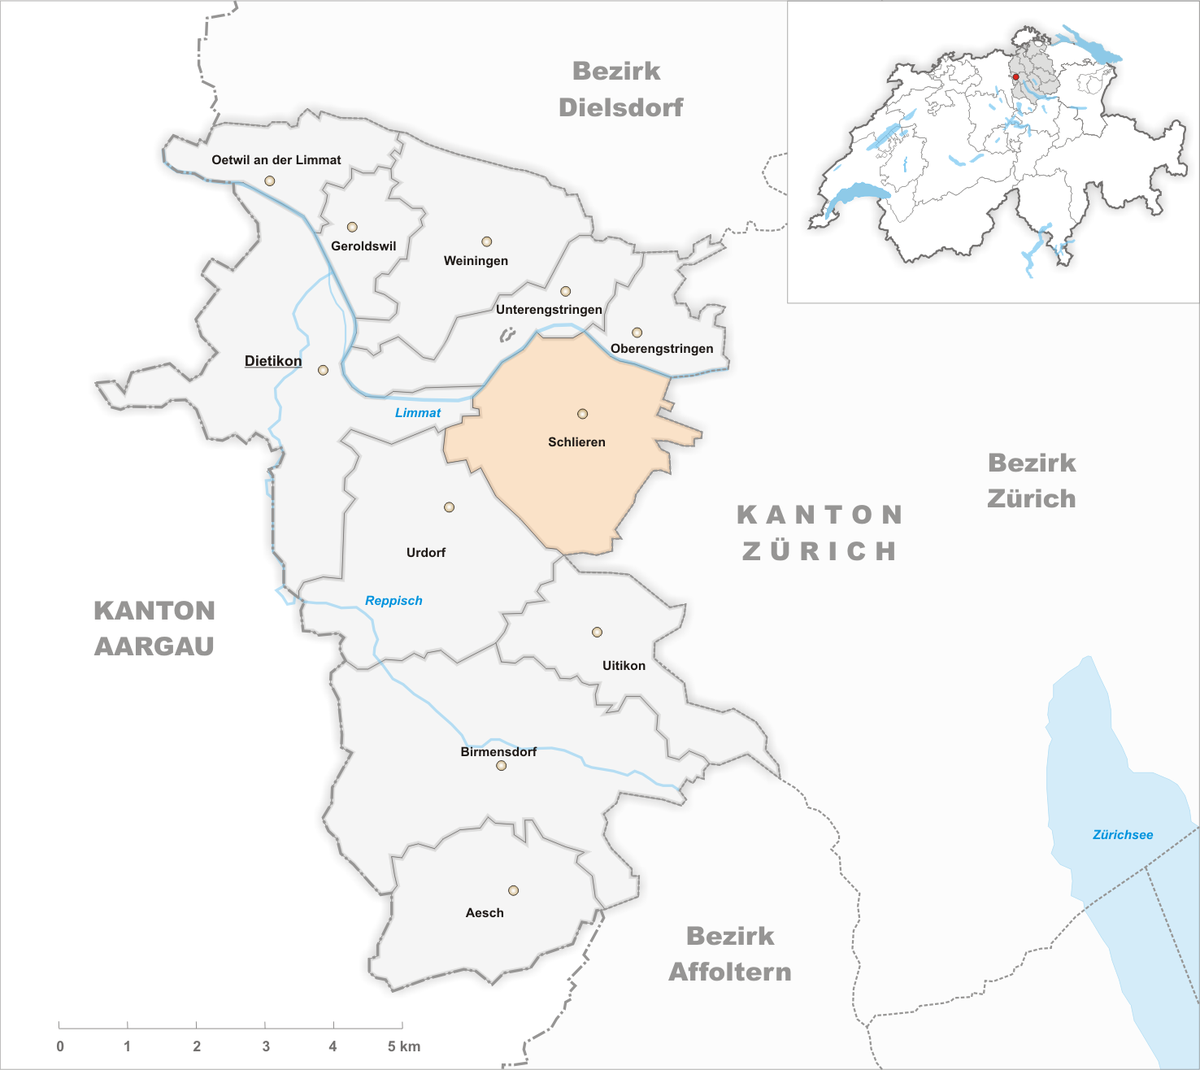 Bezirk
Dielsdorf
Oetwil an der Limmat
Geroldswil
Weiningen
Unterengstringen
Oberengstringen
Dietikon
Limmat
Schlieren
Bezirk
Zürich
KANTON
ZÜRICH
Urdorf
Reppisch
KANTON
AARGAU
Uitikon
Birmensdorf
Zürichsee
Aesch
Bezirk
Affoltern
0 1 2 3 4 5 km